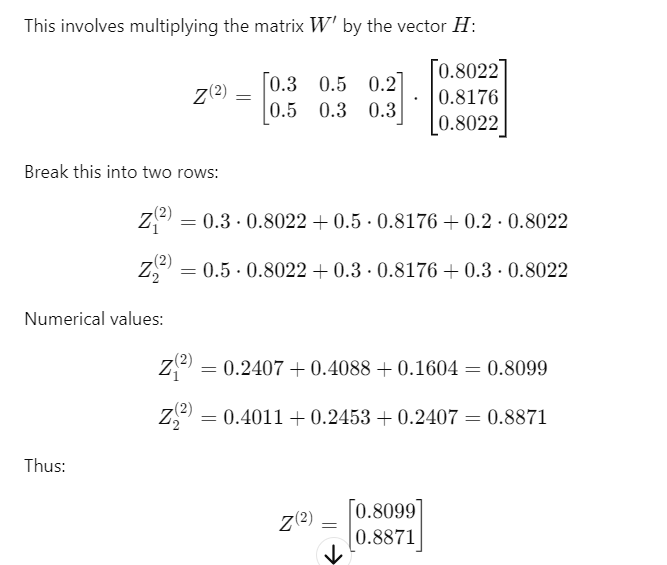 This involves multiplying the matrix W′ by the vector H:
Z⁽²⁾ = [0.3 0.5 0.2; 0.5 0.3 0.3] · [0.8022; 0.8176; 0.8022]
Break this into two rows:
Z₁⁽²⁾ = 0.3 · 0.8022 + 0.5 · 0.8176 + 0.2 · 0.8022
Z₂⁽²⁾ = 0.5 · 0.8022 + 0.3 · 0.8176 + 0.3 · 0.8022
Numerical values:
Z₁⁽²⁾ = 0.2407 + 0.4088 + 0.1604 = 0.8099
Z₂⁽²⁾ = 0.4011 + 0.2453 + 0.2407 = 0.8871
Thus:
Z⁽²⁾ = [0.8099; 0.8871]